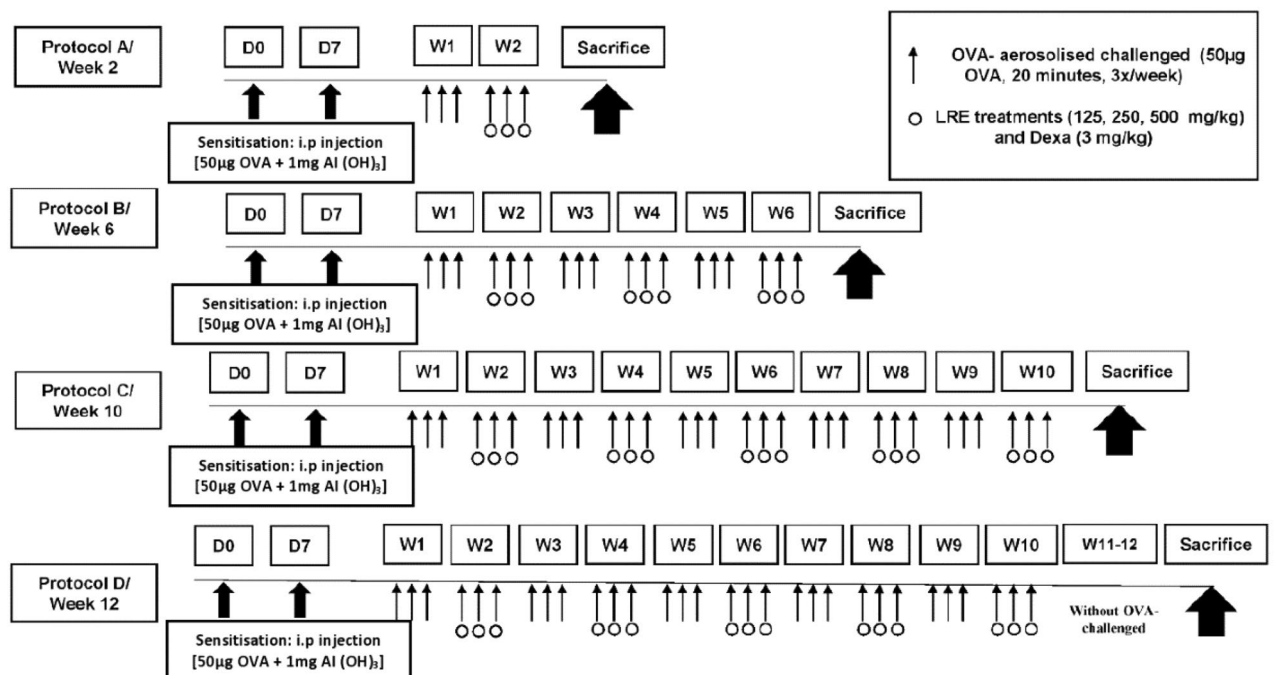 Protocol A/
Week 2
D0 D7 W1 W2 Sacrifice
Sensitisation: i.p injection
[50µg OVA + 1mg Al (OH)₃]
OVA- aerosolised challenged (50µg
OVA, 20 minutes, 3x/week)
LRE treatments (125, 250, 500 mg/kg)
and Dexa (3 mg/kg)
Protocol B/
Week 6
D0 D7 W1 W2 W3 W4 W5 W6 Sacrifice
Sensitisation: i.p injection
[50µg OVA + 1mg Al (OH)₃]
Protocol C/
Week 10
D0 D7 W1 W2 W3 W4 W5 W6 W7 W8 W9 W10 Sacrifice
Sensitisation: i.p injection
[50µg OVA + 1mg Al (OH)₃]
Protocol D/
Week 12
D0 D7 W1 W2 W3 W4 W5 W6 W7 W8 W9 W10 W11-12 Sacrifice
Without OVA-
challenged
Sensitisation: i.p injection
[50µg OVA + 1mg Al (OH)₃]